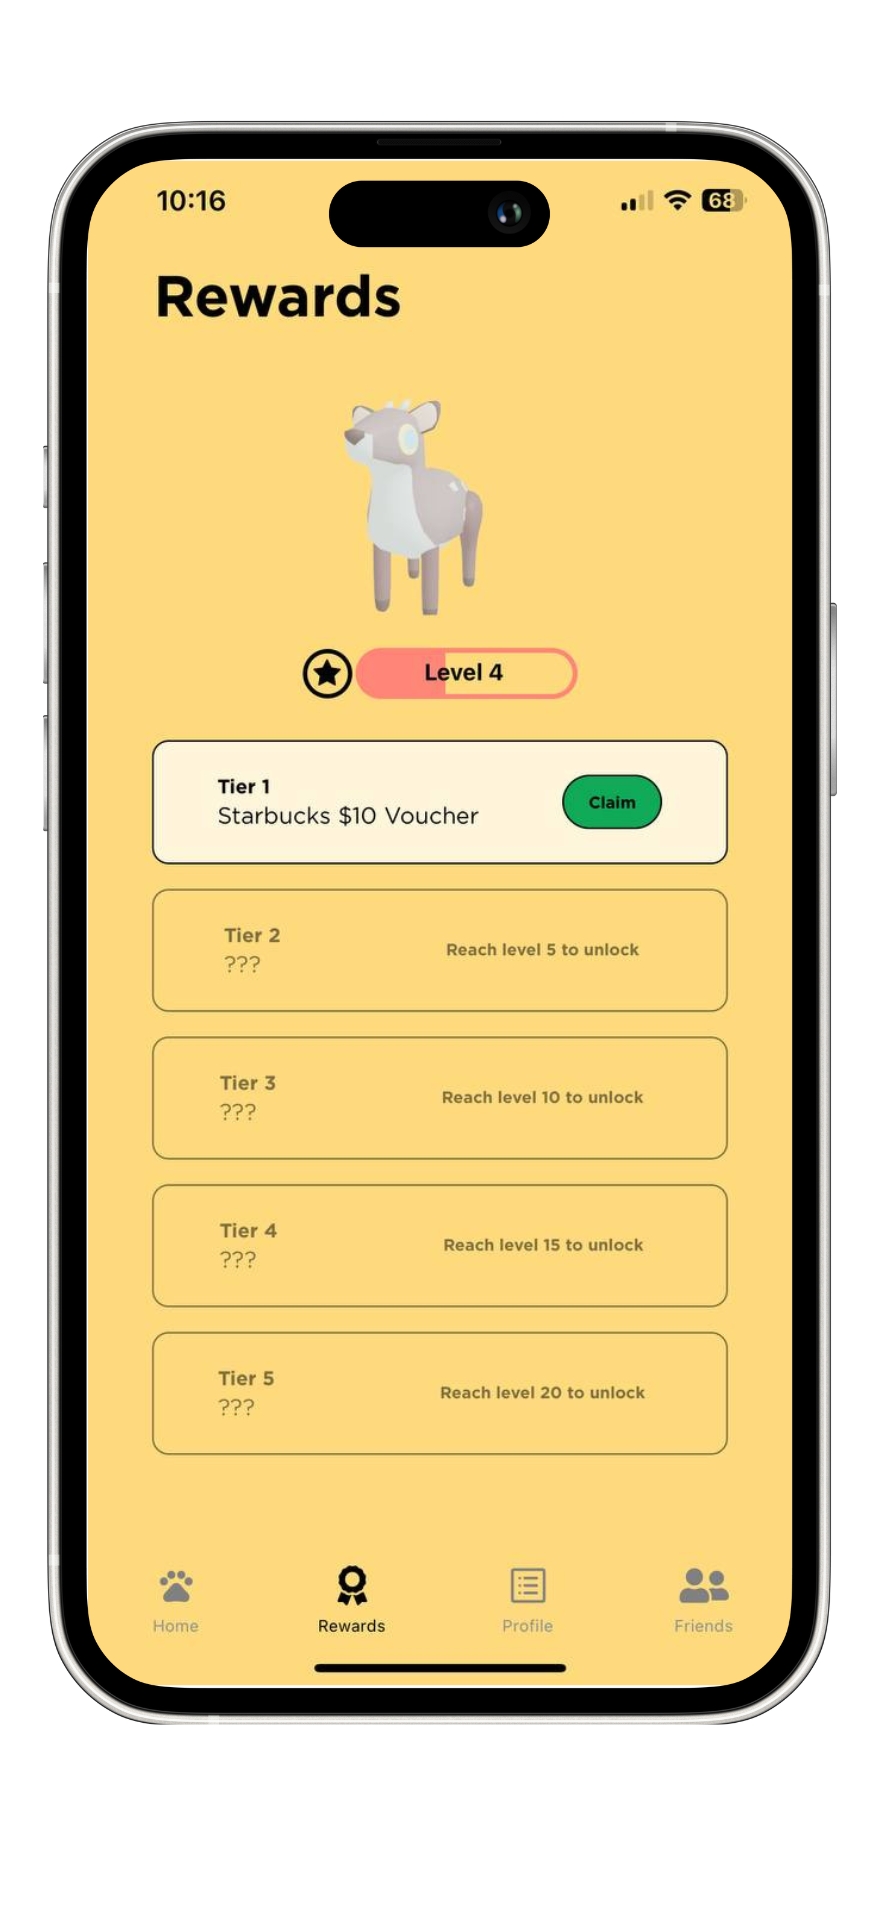 10:16
68
Rewards
Level 4
Tier 1
Starbucks $10 Voucher
Claim
Tier 2
???
Reach level 5 to unlock
Tier 3
???
Reach level 10 to unlock
Tier 4
???
Reach level 15 to unlock
Tier 5
???
Reach level 20 to unlock
Home
Rewards
Profile
Friends